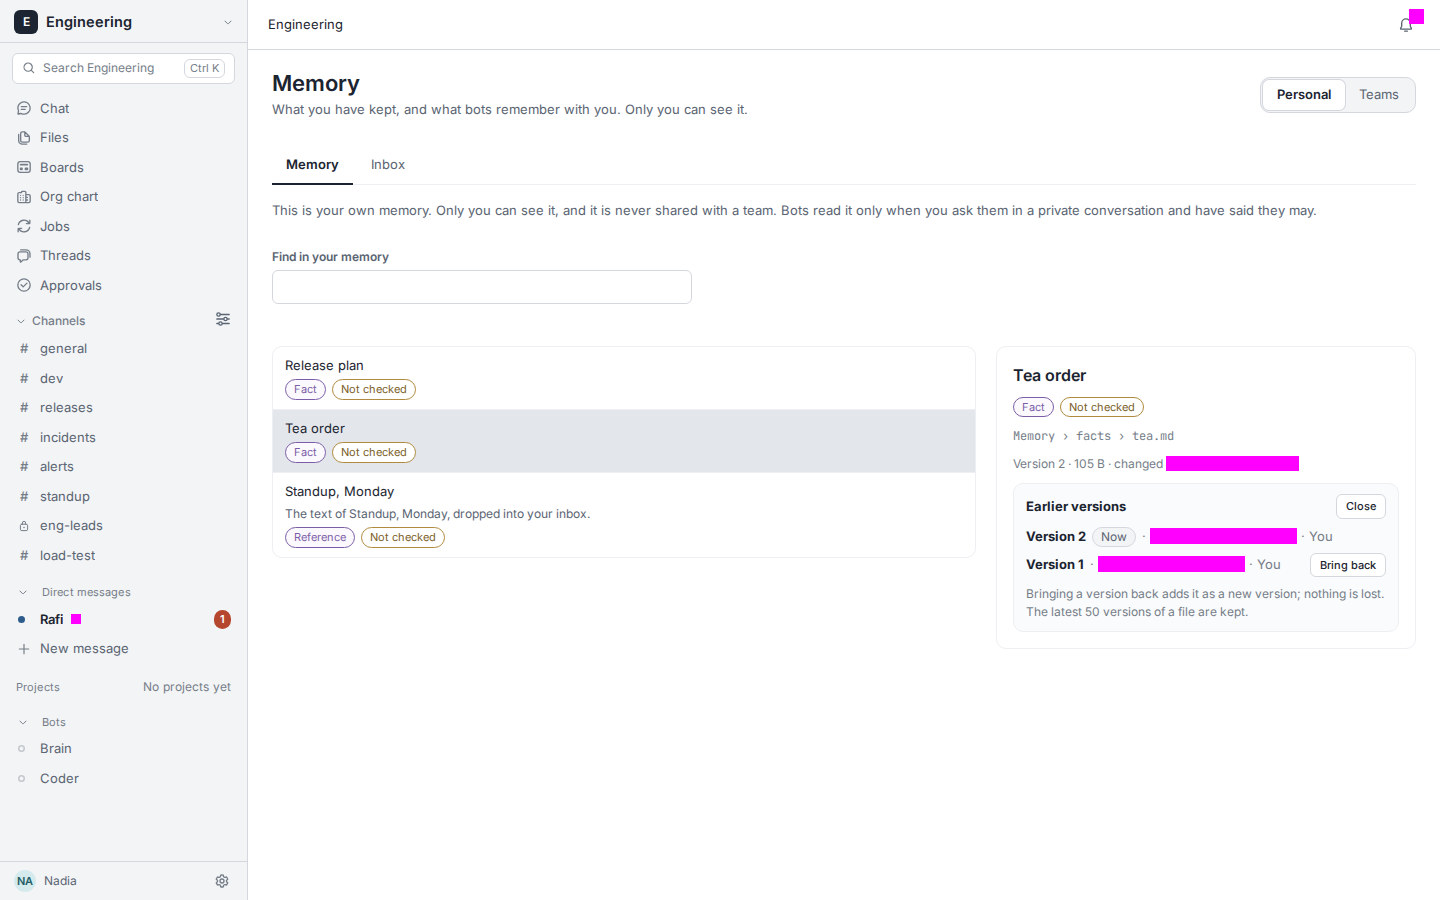 E Engineering
Search Engineering Ctrl K
Chat
Files
Boards
Org chart
Jobs
Threads
Approvals
Channels
# general
# dev
# releases
# incidents
# alerts
# standup
eng-leads
# load-test
Direct messages
Rafi 1
New message
Projects No projects yet
Bots
Brain
Coder
NA Nadia
Engineering
Memory
What you have kept, and what bots remember with you. Only you can see it.
Personal Teams
Memory Inbox
This is your own memory. Only you can see it, and it is never shared with a team. Bots read it only when you ask them in a private conversation and have said they may.
Find in your memory
Release plan
Fact Not checked
Tea order
Fact Not checked
Standup, Monday
The text of Standup, Monday, dropped into your inbox.
Reference Not checked
Tea order
Fact Not checked
Memory › facts › tea.md
Version 2 · 105 B · changed
Earlier versions Close
Version 2 Now · · You
Version 1 · · You Bring back
Bringing a version back adds it as a new version; nothing is lost.
The latest 50 versions of a file are kept.